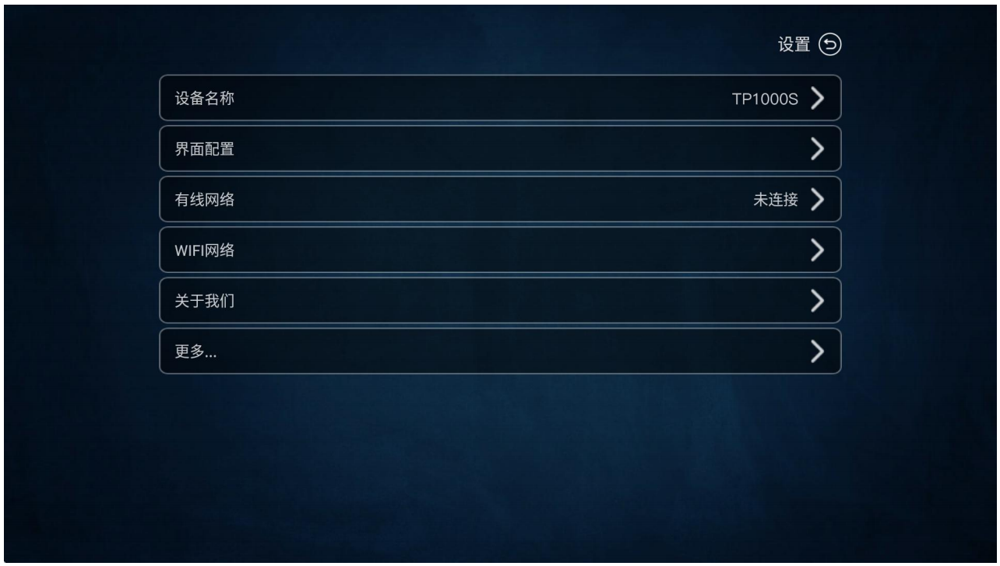 设置
设备名称 TP1000S
界面配置
有线网络 未连接
WIFI网络
关于我们
更多...